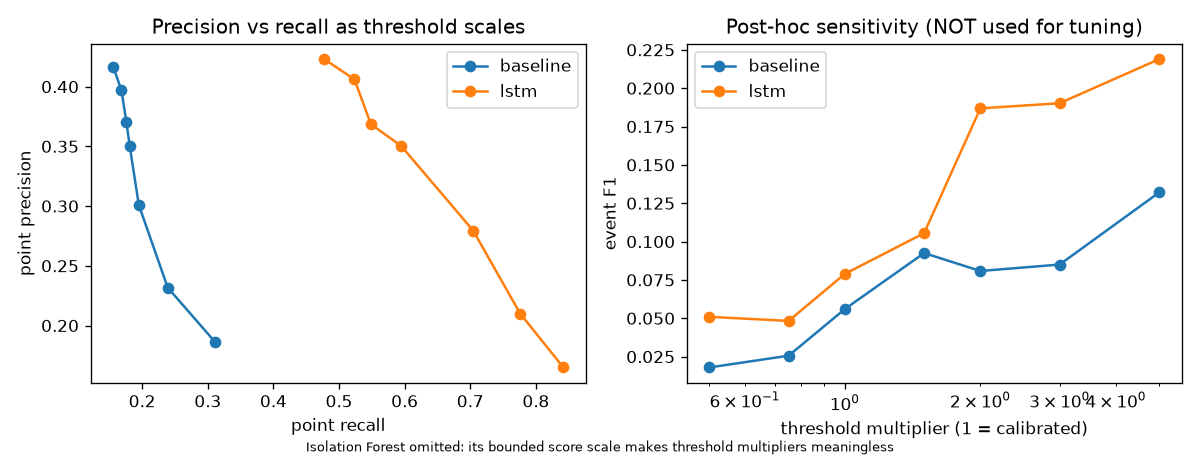 Precision vs recall as threshold scales
baseline
lstm
0.40
0.35
0.30
0.25
0.20
point precision
0.2 0.3 0.4 0.5 0.6 0.7 0.8
point recall
Post-hoc sensitivity (NOT used for tuning)
baseline
lstm
0.225
0.200
0.175
0.150
0.125
0.100
0.075
0.050
0.025
event F1
6 × 10⁻¹ 10⁰ 2 × 10⁰ 3 × 10⁰ 4 × 10⁰
threshold multiplier (1 = calibrated)
Isolation Forest omitted: its bounded score scale makes threshold multipliers meaningless